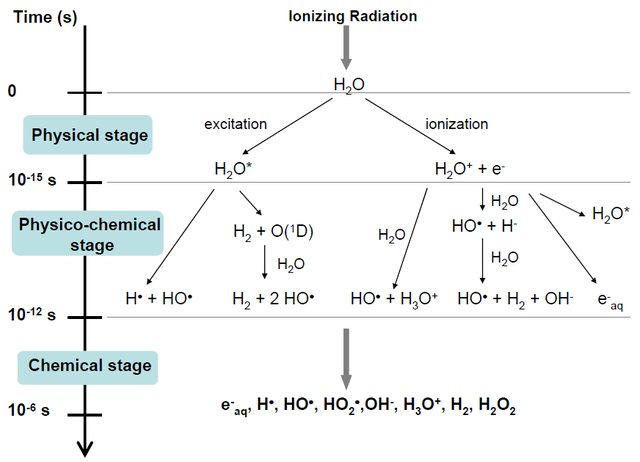 Time (s)
Ionizing Radiation
0
H₂O
Physical stage
excitation
ionization
H₂O*
H₂O⁺ + e⁻
10⁻¹⁵ s
Physico-chemical
stage
H₂ + O(¹D)
H₂O
H₂O
HO• + H⁻
H₂O
H₂O*
H₂O
H• + HO•
H₂ + 2 HO•
HO• + H₃O⁺
HO• + H₂ + OH⁻
e⁻aq
10⁻¹² s
Chemical stage
10⁻⁶ s
e⁻aq, H•, HO•, HO₂•,OH⁻, H₃O⁺, H₂, H₂O₂